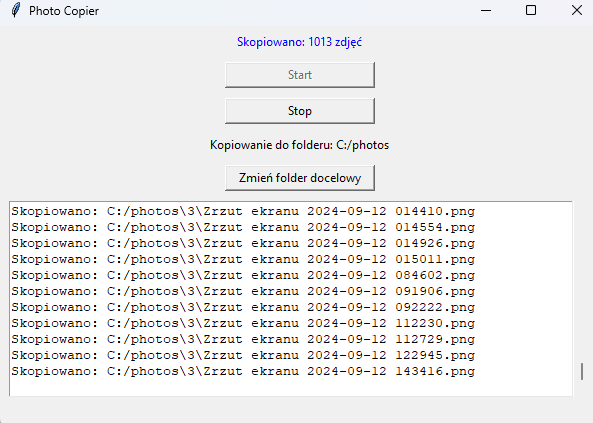 Photo Copier
Skopiowano: 1013 zdjęć
Start
Stop
Kopiowanie do folderu: C:/photos
Zmień folder docelowy
Skopiowano: C:/photos\3\Zrzut ekranu 2024-09-12 014410.png
Skopiowano: C:/photos\3\Zrzut ekranu 2024-09-12 014554.png
Skopiowano: C:/photos\3\Zrzut ekranu 2024-09-12 014926.png
Skopiowano: C:/photos\3\Zrzut ekranu 2024-09-12 015011.png
Skopiowano: C:/photos\3\Zrzut ekranu 2024-09-12 084602.png
Skopiowano: C:/photos\3\Zrzut ekranu 2024-09-12 091906.png
Skopiowano: C:/photos\3\Zrzut ekranu 2024-09-12 092222.png
Skopiowano: C:/photos\3\Zrzut ekranu 2024-09-12 112230.png
Skopiowano: C:/photos\3\Zrzut ekranu 2024-09-12 112729.png
Skopiowano: C:/photos\3\Zrzut ekranu 2024-09-12 122945.png
Skopiowano: C:/photos\3\Zrzut ekranu 2024-09-12 143416.png